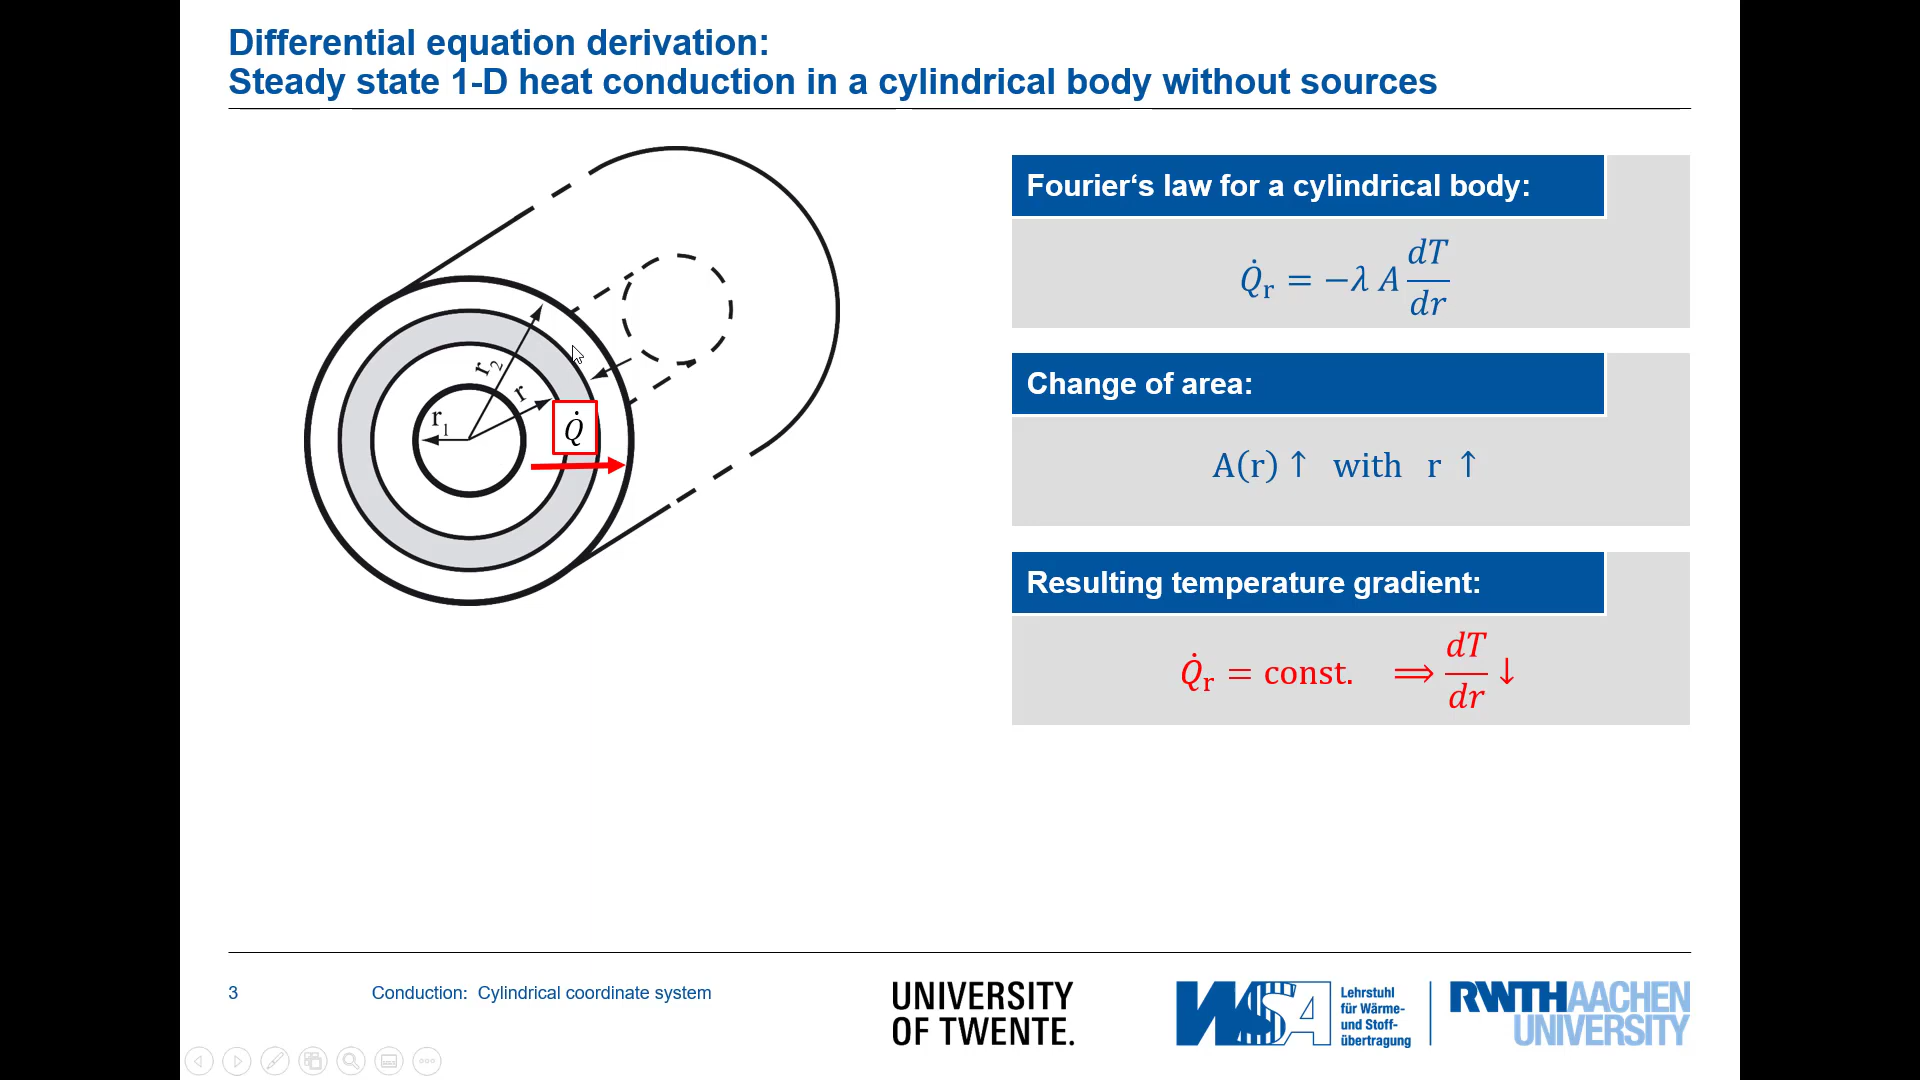 Differential equation derivation:
Steady state 1-D heat conduction in a cylindrical body without sources
r₂
r
r₁
Q̇
Fourier‘s law for a cylindrical body:
Q̇ᵣ = −λ A dT/dr
Change of area:
A(r) ↑ with r ↑
Resulting temperature gradient:
Q̇ᵣ = const. ⟹ dT/dr ↓
3
Conduction: Cylindrical coordinate system
UNIVERSITY
OF TWENTE.
WSA
Lehrstuhl
für Wärme-
und Stoff-
übertragung
RWTHAACHEN
UNIVERSITY